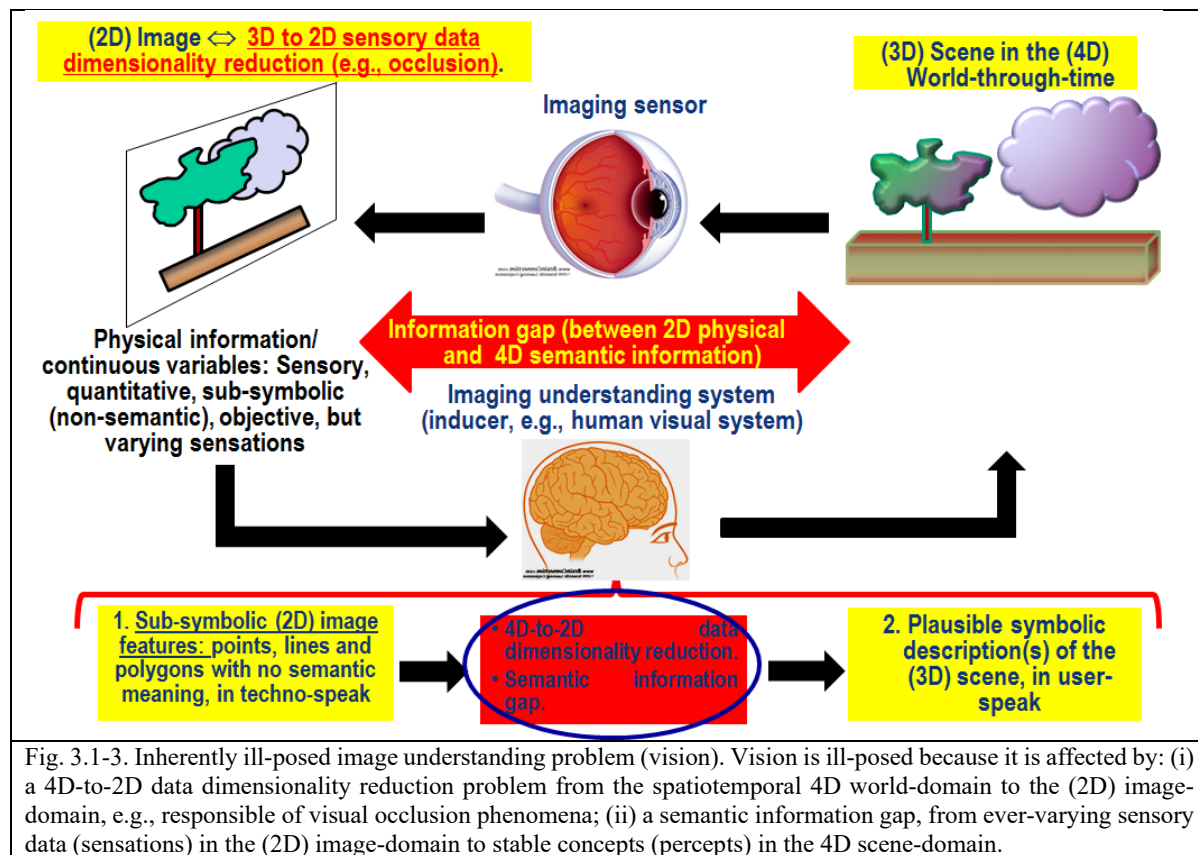 (2D) Image ⇔ 3D to 2D sensory data
dimensionality reduction (e.g., occlusion).
(3D) Scene in the (4D)
World-through-time
Imaging sensor
Information gap (between 2D physical
and 4D semantic information)
Physical information/
continuous variables: Sensory,
quantitative, sub-symbolic
(non-semantic), objective, but
varying sensations
Imaging understanding system
(inducer, e.g., human visual system)
1. Sub-symbolic (2D) image
features: points, lines and
polygons with no semantic
meaning, in techno-speak
• 4D-to-2D data
dimensionality reduction.
• Semantic information
gap.
2. Plausible symbolic
description(s) of the
(3D) scene, in user-
speak
Fig. 3.1-3. Inherently ill-posed image understanding problem (vision). Vision is ill-posed because it is affected by: (i)
a 4D-to-2D data dimensionality reduction problem from the spatiotemporal 4D world-domain to the (2D) image-
domain, e.g., responsible of visual occlusion phenomena; (ii) a semantic information gap, from ever-varying sensory
data (sensations) in the (2D) image-domain to stable concepts (percepts) in the 4D scene-domain.